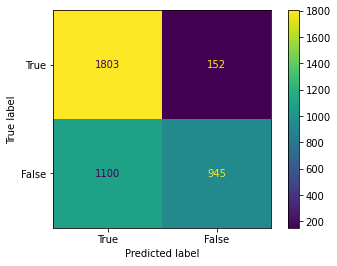 True
1803 152
False
1100 945
True False
Predicted label
True label
1800
1600
1400
1200
1000
800
600
400
200